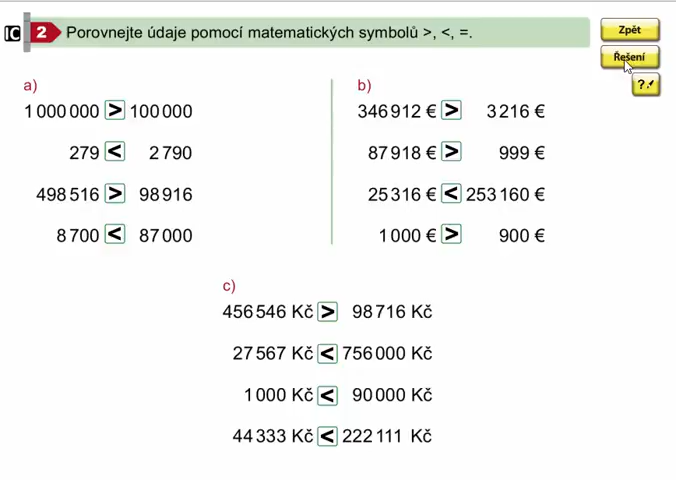 IC 2 Porovnejte údaje pomocí matematických symbolů >, <, =.
Zpět
Řešení
?
a)
1 000 000 > 100 000
279 < 2 790
498 516 > 98 916
8 700 < 87 000
b)
346 912 € > 3 216 €
87 918 € > 999 €
25 316 € < 253 160 €
1 000 € > 900 €
c)
456 546 Kč > 98 716 Kč
27 567 Kč < 756 000 Kč
1 000 Kč < 90 000 Kč
44 333 Kč < 222 111 Kč